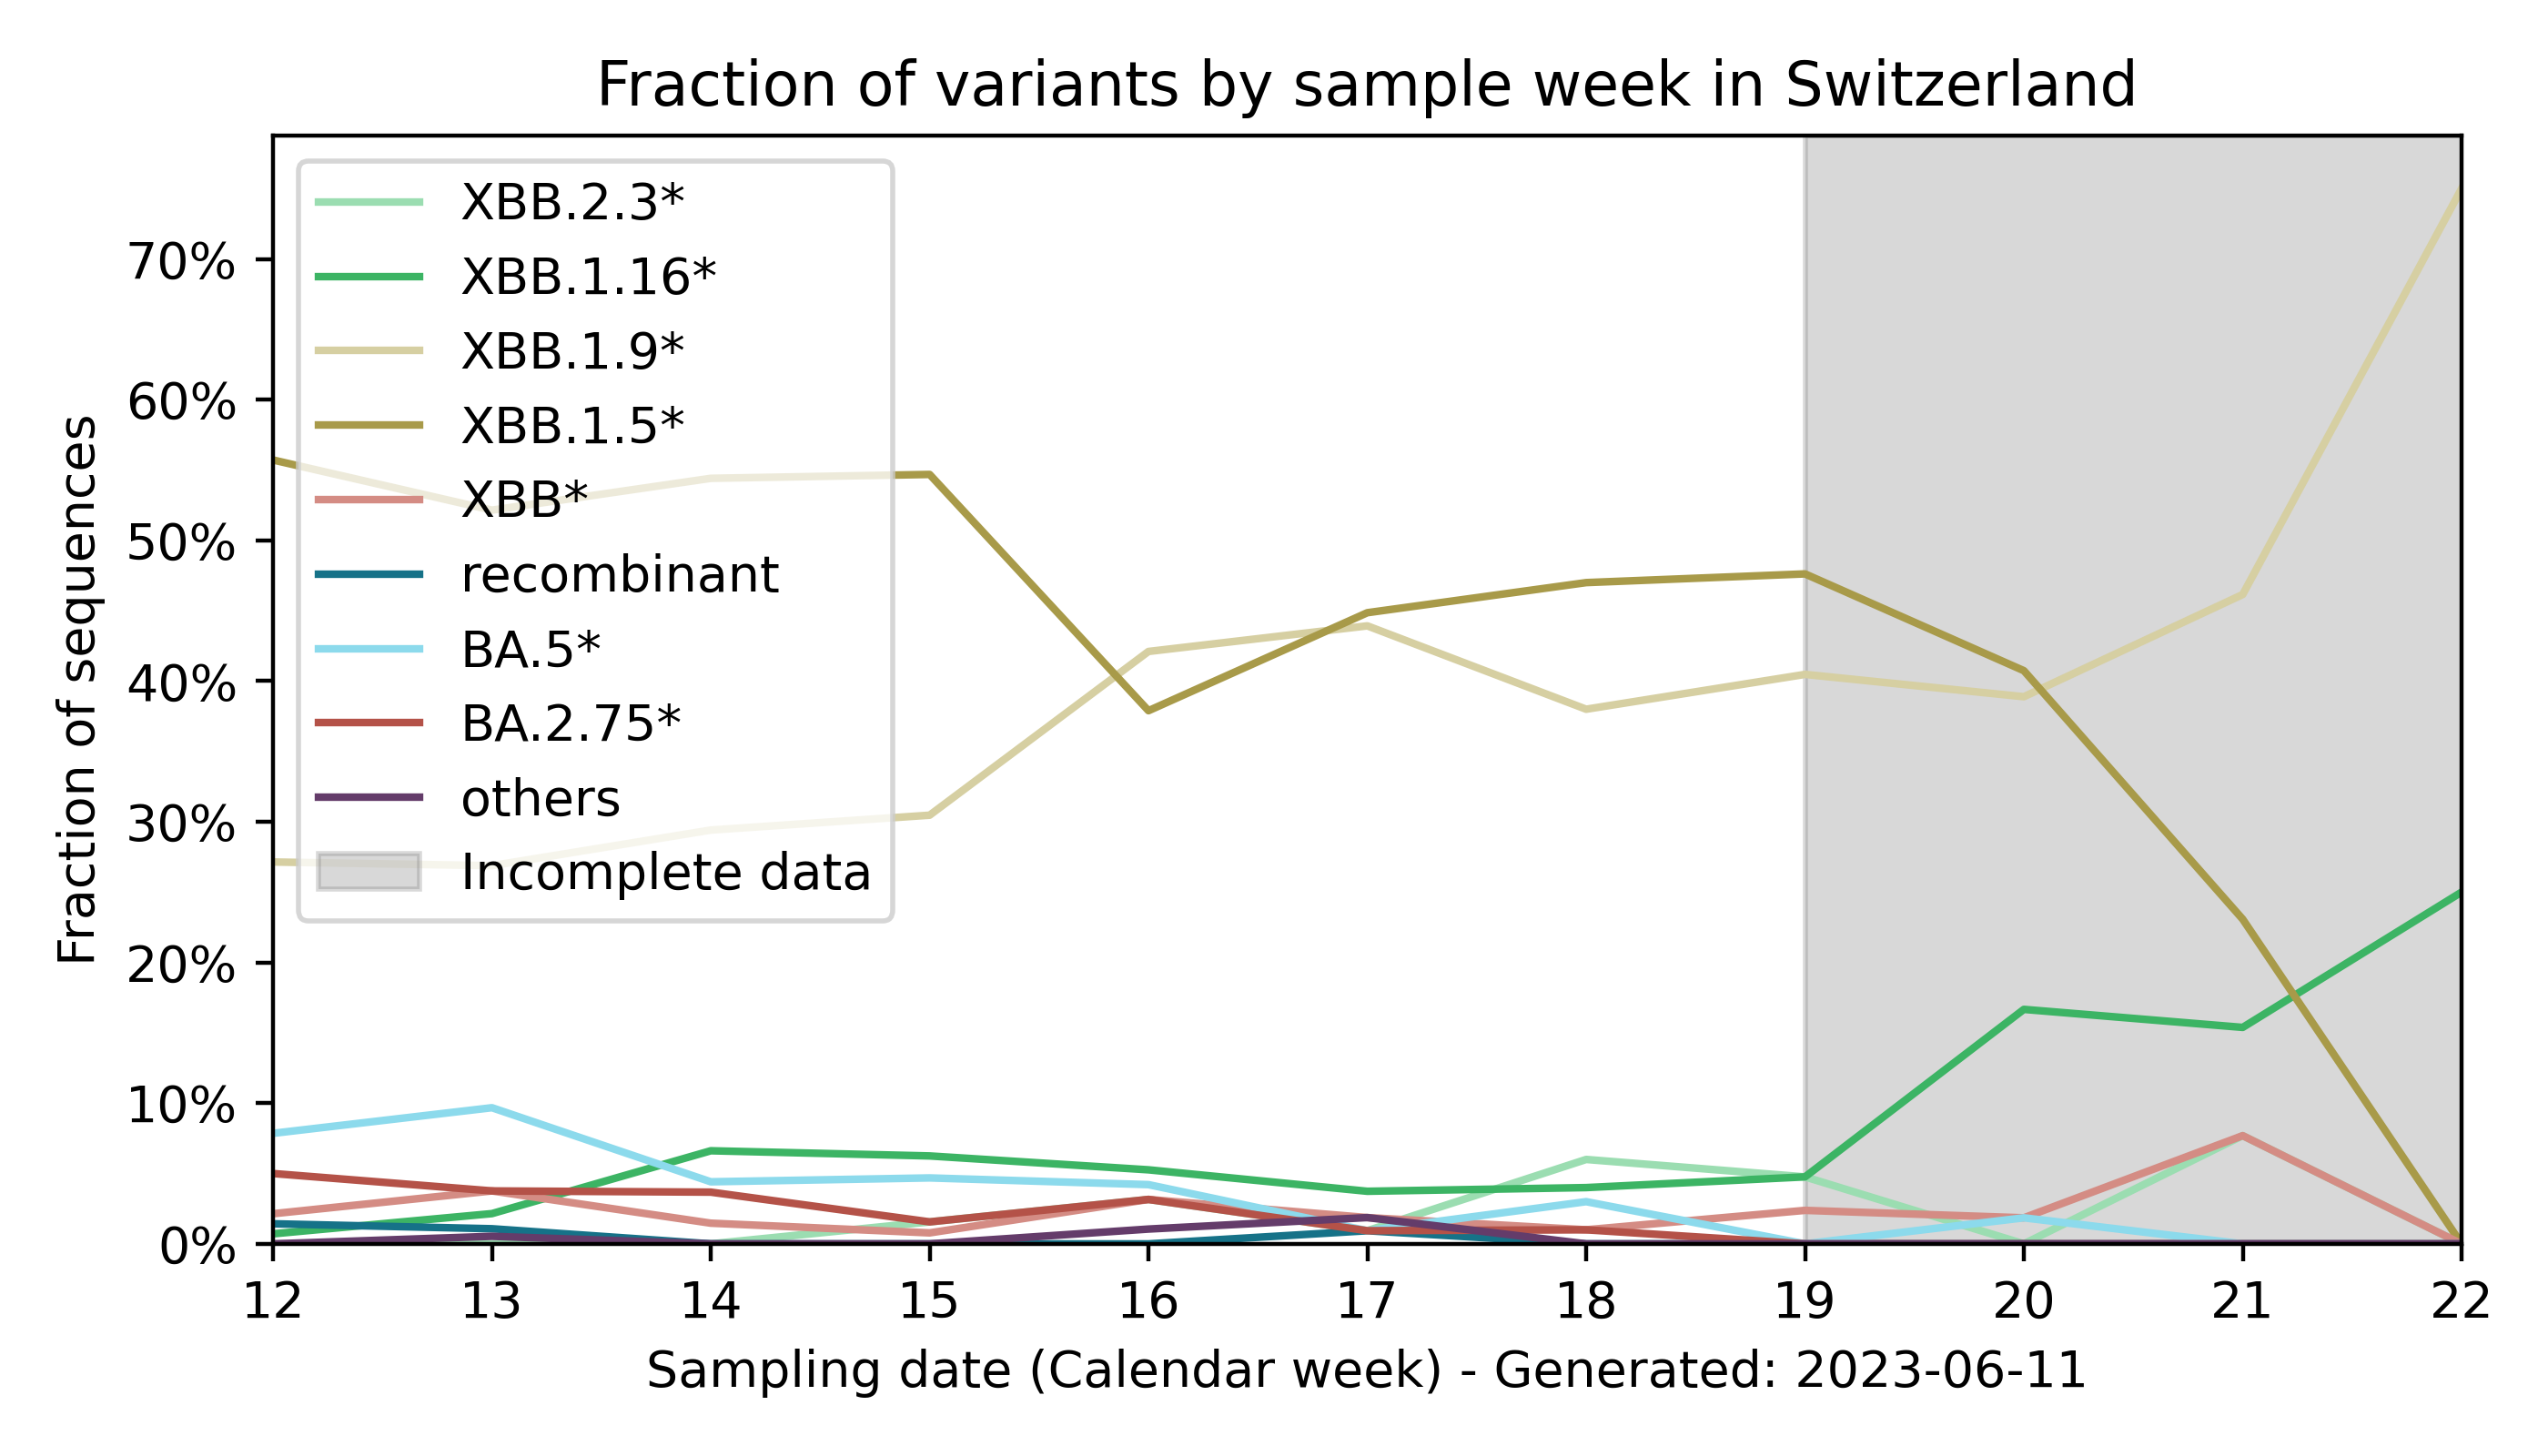 Fraction of variants by sample week in Switzerland
XBB.2.3*
XBB.1.16*
XBB.1.9*
XBB.1.5*
XBB*
recombinant
BA.5*
BA.2.75*
others
Incomplete data
Fraction of sequences
70%
60%
50%
40%
30%
20%
10%
0%
12 13 14 15 16 17 18 19 20 21 22
Sampling date (Calendar week) - Generated: 2023-06-11